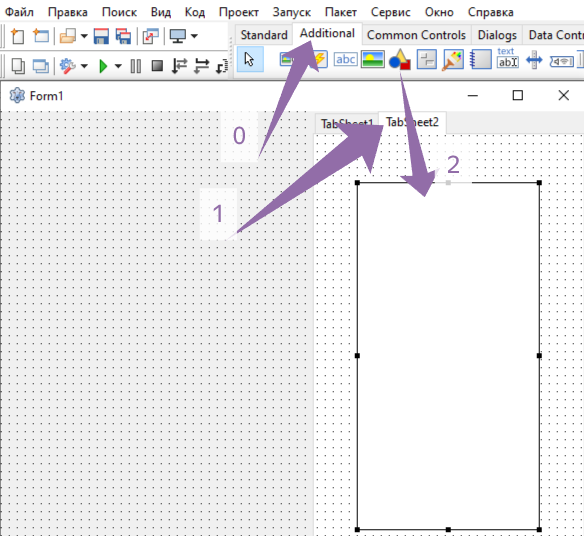 Файл Правка Поиск Вид Код Проект Запуск Пакет Сервис Окно Справка
Standard Additional Common Controls Dialogs Data Contr
abc text abI
Form1
0
TabSheet1 TabSheet2
1
2